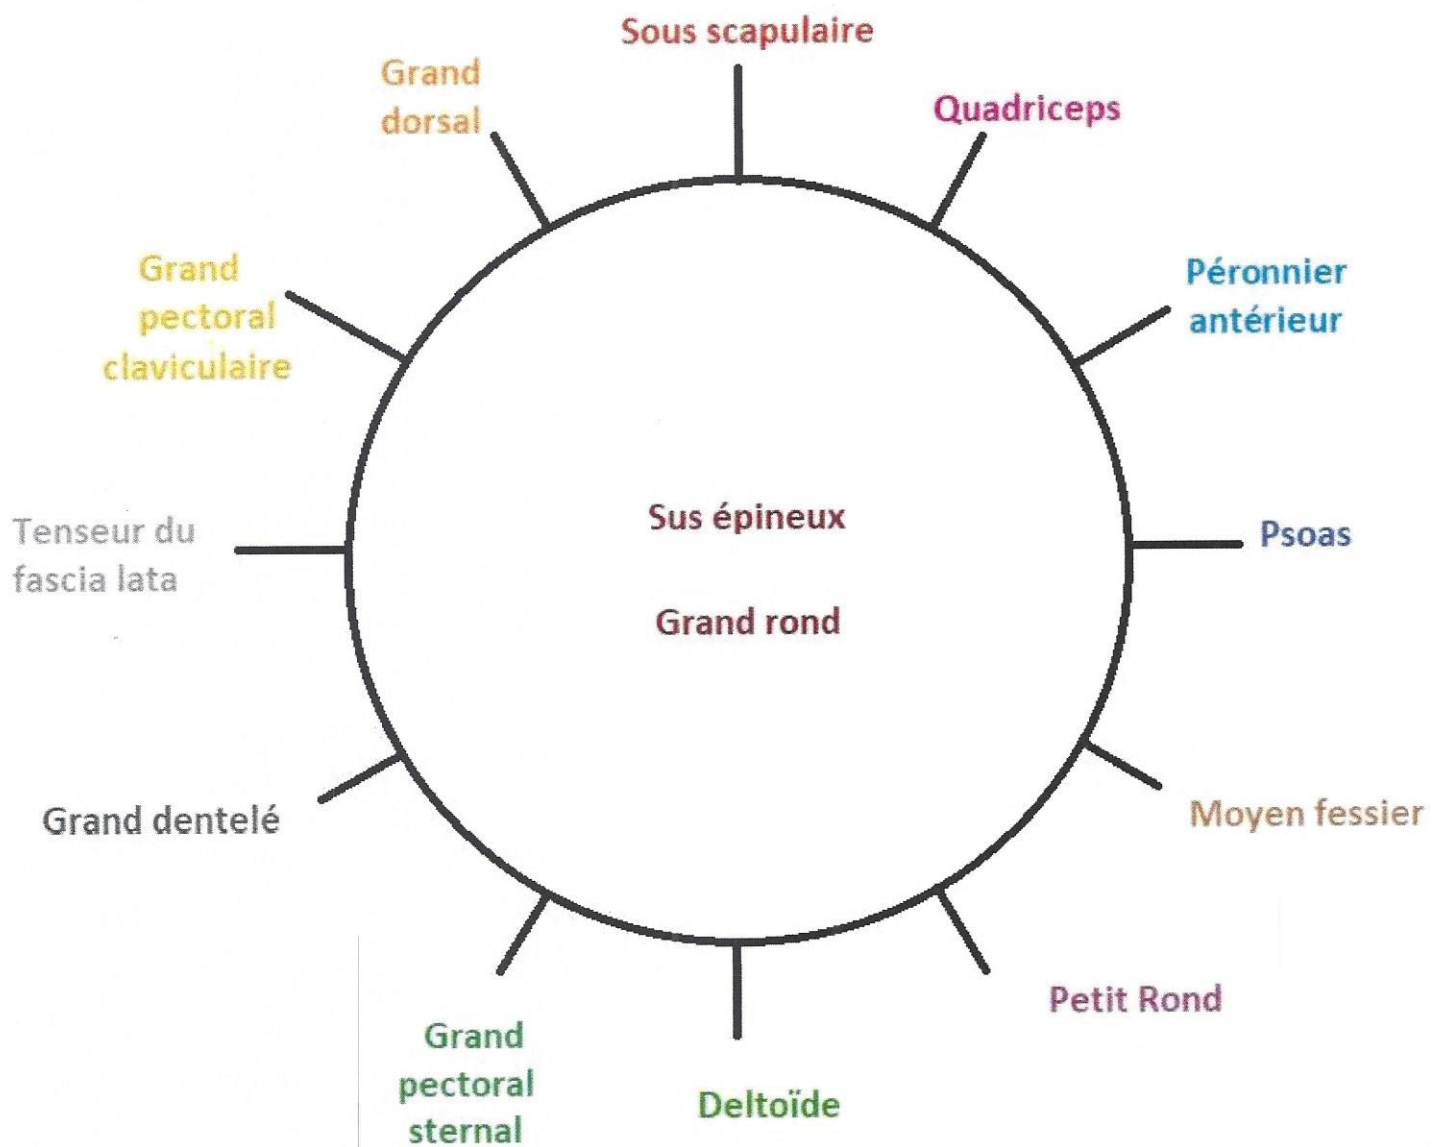 Sous scapulaire
Quadriceps
Péronnier
antérieur
Psoas
Moyen fessier
Petit Rond
Deltoïde
Grand
pectoral
sternal
Grand dentelé
Tenseur du
fascia lata
Grand
pectoral
claviculaire
Grand
dorsal
Sus épineux
Grand rond